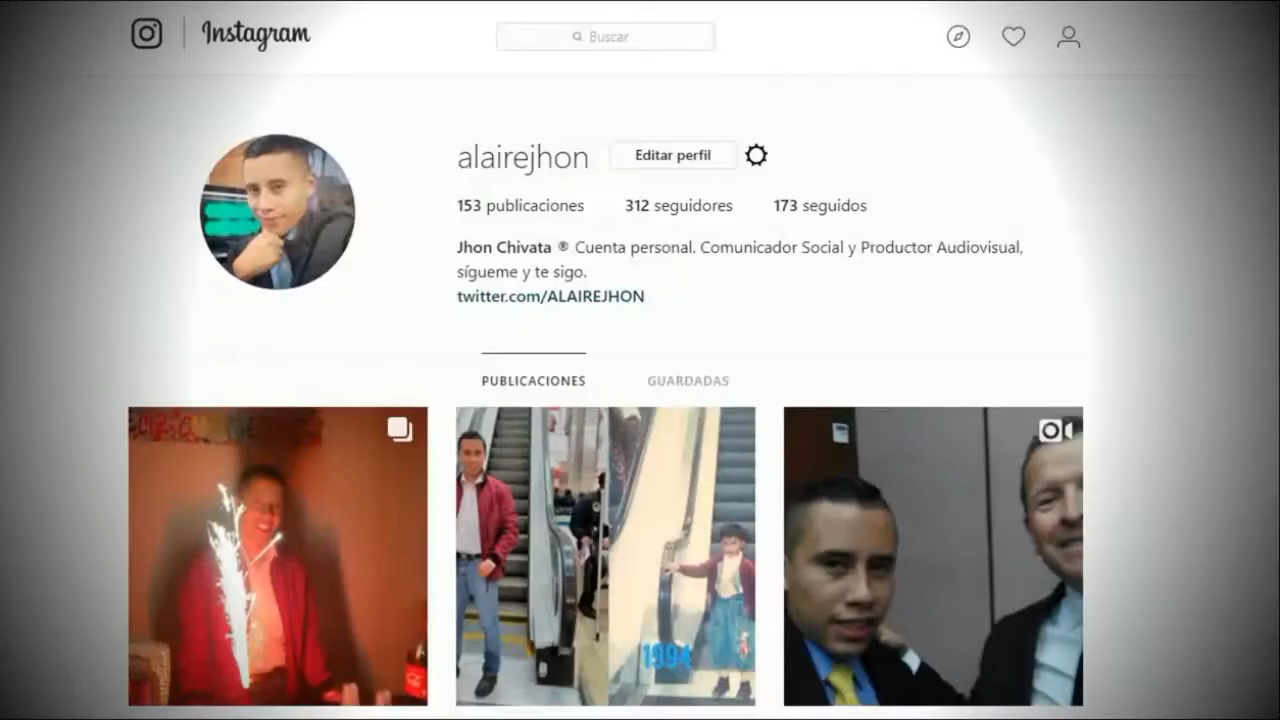 Instagram
Buscar
alairejhon Editar perfil
153 publicaciones 312 seguidores 173 seguidos
Jhon Chivata ® Cuenta personal. Comunicador Social y Productor Audiovisual,
sígueme y te sigo.
twitter.com/ALAIREJHON
PUBLICACIONES GUARDADAS
1994